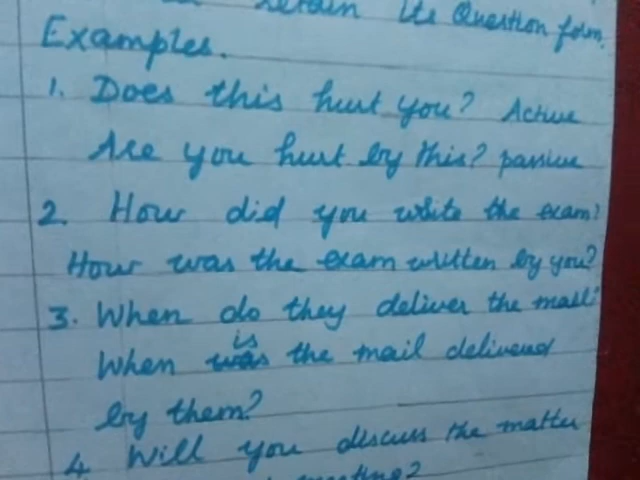 retain its Question form.
Examples.
1. Does this hurt you? Active
Are you hurt by this? passive
2. How did you write the exam?
How was the exam written by you?
3. When do they deliver the mail?
is
When was the mail delivered
by them?
4 Will you discuss the matter
meeting?